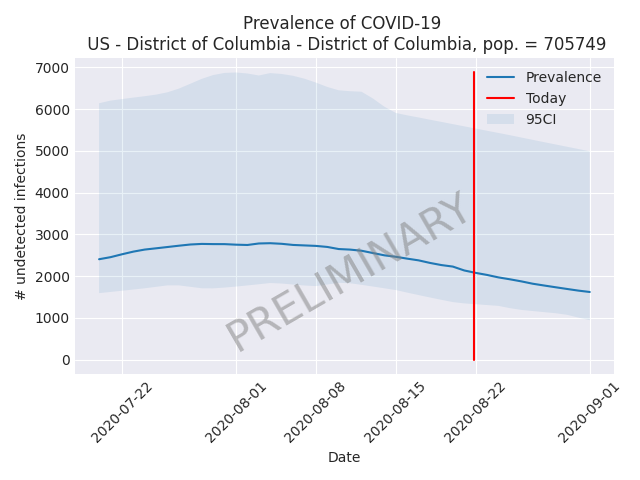 Prevalence of COVID-19
US - District of Columbia - District of Columbia, pop. = 705749
7000
6000
5000
4000
3000
2000
1000
0
# undetected infections
Prevalence
Today
95CI
PRELIMINARY
2020-07-22
2020-08-01
2020-08-08
2020-08-15
2020-08-22
2020-09-01
Date